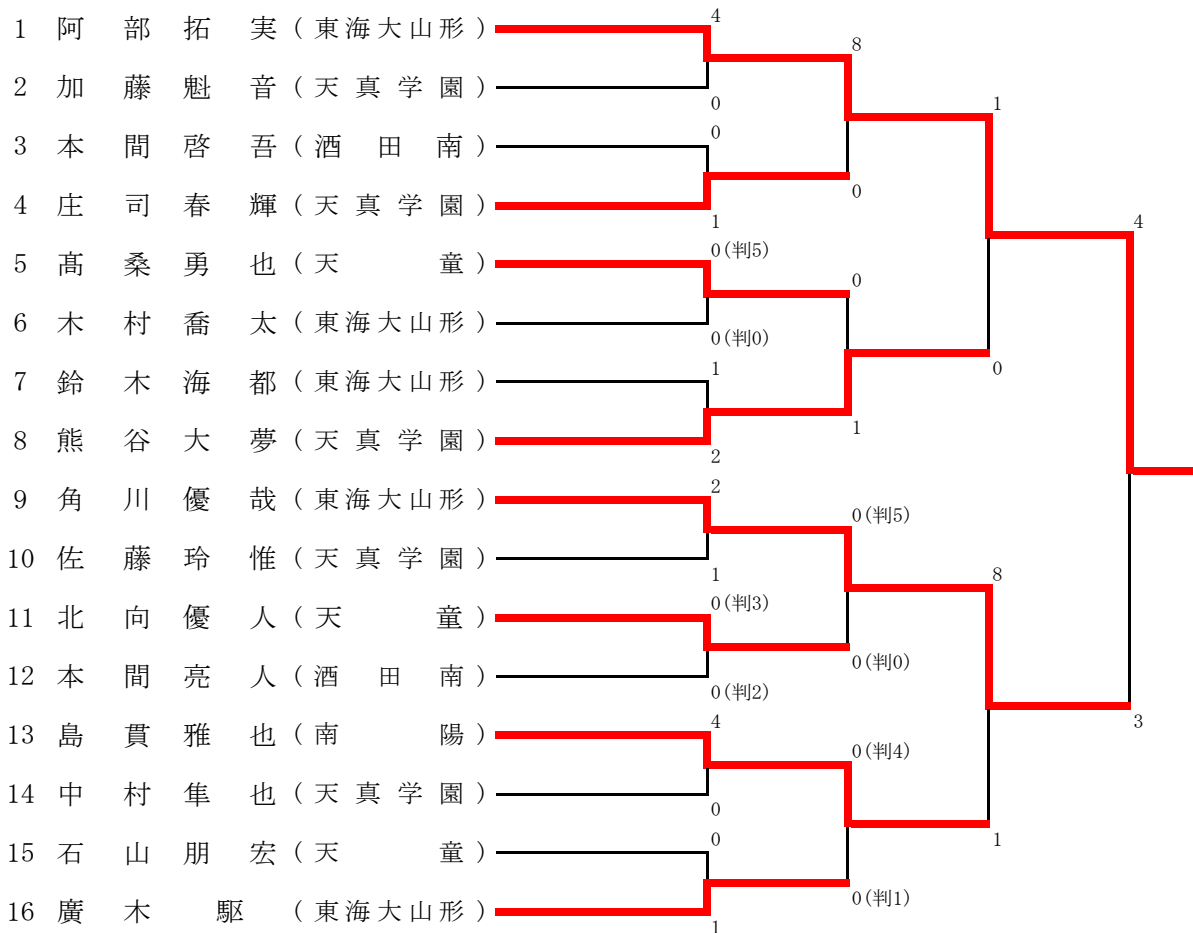 1 阿部拓実(東海大山形) 4
8
2 加藤魁音(天真学園) 0
1
3 本間啓吾(酒田南) 0
0
4 庄司春輝(天真学園) 1
4
5 髙桑勇也(天童) 0(判5)
0
6 木村喬太(東海大山形) 0(判0)
7 鈴木海都(東海大山形) 1
0
8 熊谷大夢(天真学園) 2
1
9 角川優哉(東海大山形) 2
0(判5)
10 佐藤玲惟(天真学園) 1
8
11 北向優人(天童) 0(判3)
0(判0)
12 本間亮人(酒田南) 0(判2)
3
13 島貫雅也(南陽) 4
0(判4)
14 中村隼也(天真学園) 0
15 石山朋宏(天童) 0
1
16 廣木駆(東海大山形) 1
0(判1)